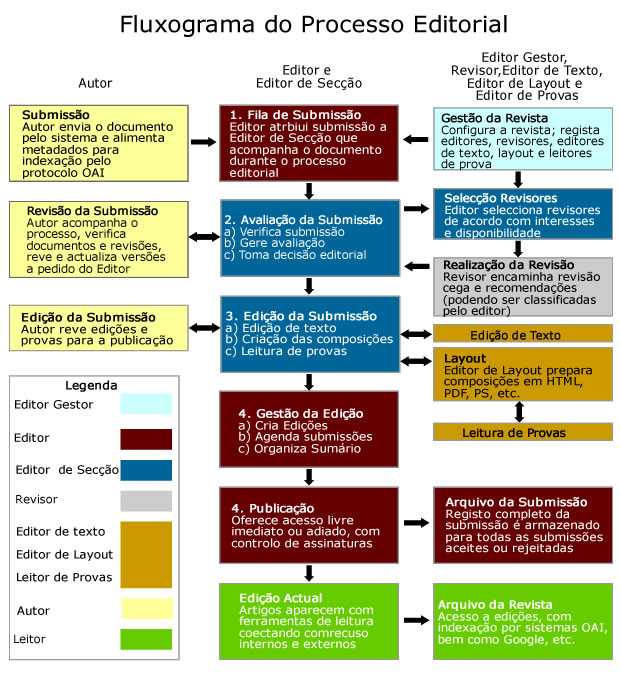 Fluxograma do Processo Editorial
Autor
Editor e
Editor de Secção
Editor Gestor,
Revisor,Editor de Texto,
Editor de Layout e
Editor de Provas
Submissão
Autor envia o documento
pelo sistema e alimenta
metadados para
indexação pelo
protocolo OAI
1. Fila de Submissão
Editor atrbiui submissão a
Editor de Secção que
acompanha o documento
durante o processo
editorial
Gestão da Revista
Configura a revista; regista
editores, revisores, editores
de texto, layout e leitores
de prova
Revisão da Submissão
Autor acompanha o
processo, verifica
documentos e revisões,
reve e actualiza versões
a pedido do Editor
2. Avaliação da Submissão
a) Verifica submissão
b) Gere avaliação
c) Toma decisão editorial
Selecção Revisores
Editor selecciona revisores
de acordo com interesses
e disponibilidade
Realização da Revisão
Revisor encaminha revisão
cega e recomendações
(podendo ser classificadas
pelo editor)
Edição da Submissão
Autor reve edições e
provas para a publicação
3. Edição da Submissão
a) Edição de texto
b) Criação das composições
c) Leitura de provas
Edição de Texto
Layout
Editor de Layout prepara
composições em HTML,
PDF, PS, etc.
Leitura de Provas
4. Gestão da Edição
a) Cria Edições
b) Agenda submissões
c) Organiza Sumário
4. Publicação
Oferece acesso livre
imediato ou adiado, com
controlo de assinaturas
Arquivo da Submissão
Registo completo da
submissão é armazenado
para todas as submissões
aceites ou rejeitadas
Edição Actual
Artigos aparecem com
ferramentas de leitura
coectando comrecuso
internos e externos
Arquivo da Revista
Acesso a edições, com
indexação por sistemas OAI,
bem como Google, etc.
Legenda
Editor Gestor
Editor
Editor de Secção
Revisor
Editor de texto
Editor de Layout
Leitor de Provas
Autor
Leitor